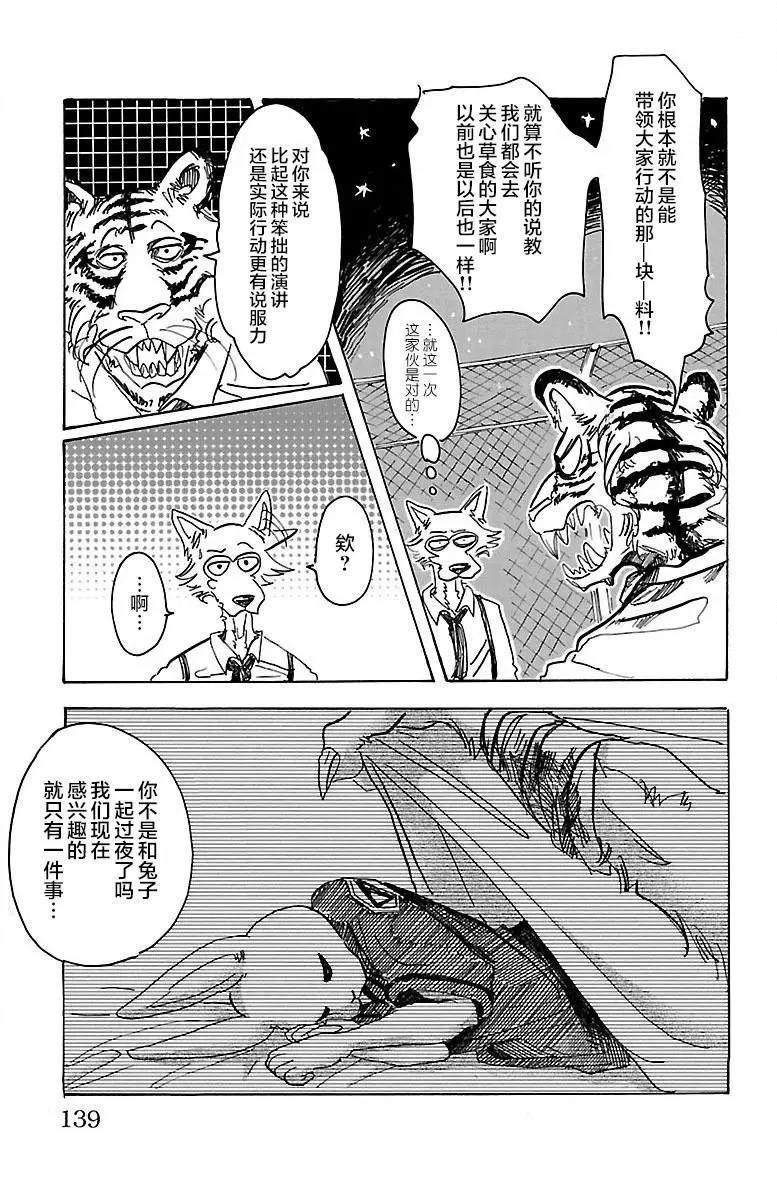 你根本就不是能
带领大家行动的那—块—料!!
就算不听你的说教
我们都会去
关心草食的大家啊
以前也是以后也一样!!
…就这一次
这家伙是对的…
对你来说
比起这种笨拙的演讲
还是实际行动更有说服力
欸?
…啊…
你不是和兔子
一起过夜了吗
我们现在
感兴趣的
就只有一件事…
139